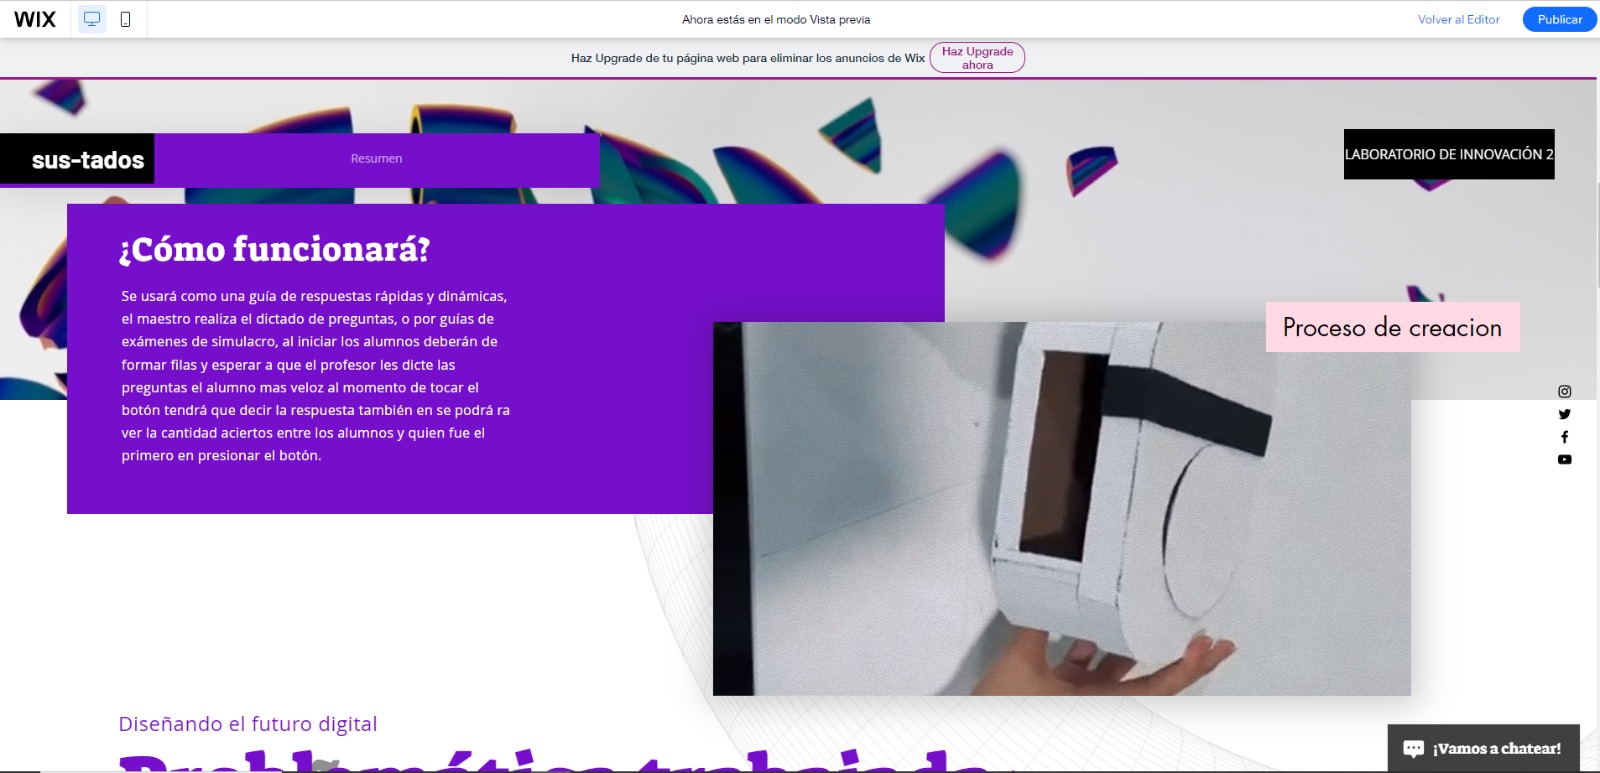 WIX
Ahora estás en el modo Vista previa
Volver al Editor
Publicar
Haz Upgrade de tu página web para eliminar los anuncios de Wix
Haz Upgrade
ahora
sus-tados
Resumen
LABORATORIO DE INNOVACIÓN 2
¿Cómo funcionará?
Se usará como una guía de respuestas rápidas y dinámicas,
el maestro realiza el dictado de preguntas, o por guías de
exámenes de simulacro, al iniciar los alumnos deberán de
formar filas y esperar a que el profesor les dicte las
preguntas el alumno mas veloz al momento de tocar el
botón tendrá que decir la respuesta también en se podrá ra
ver la cantidad aciertos entre los alumnos y quien fue el
primero en presionar el botón.
Proceso de creacion
Diseñando el futuro digital
Problemática trabajada
¡Vamos a chatear!